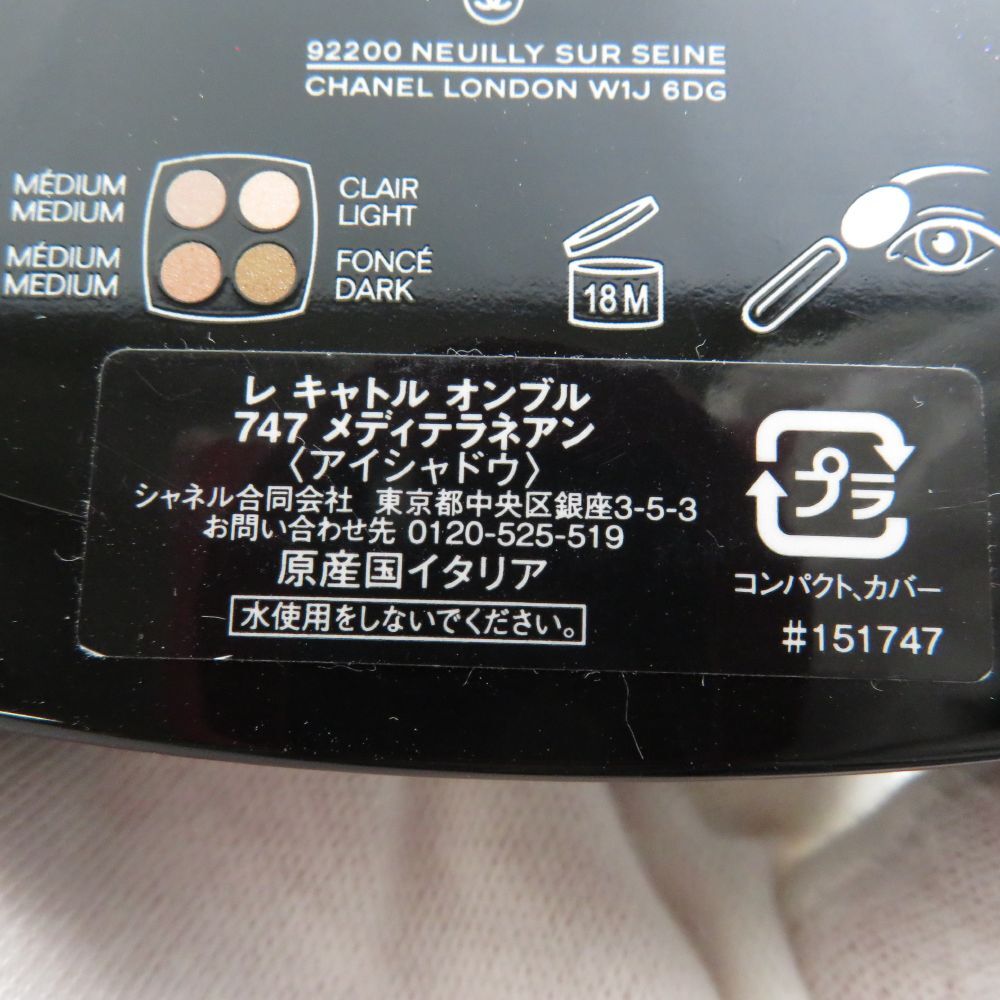 92200 NEUILLY SUR SEINE
CHANEL LONDON W1J 6DG
MÉDIUM
MEDIUM
CLAIR
LIGHT
MÉDIUM
MEDIUM
FONCÉ
DARK
18M
レ キャトル オンブル
747 メディテラネアン
〈アイシャドウ〉
シャネル合同会社 東京都中央区銀座3-5-3
お問い合わせ先 0120-525-519
原産国イタリア
水使用をしないでください。
プラ
コンパクト、カバー
#151747